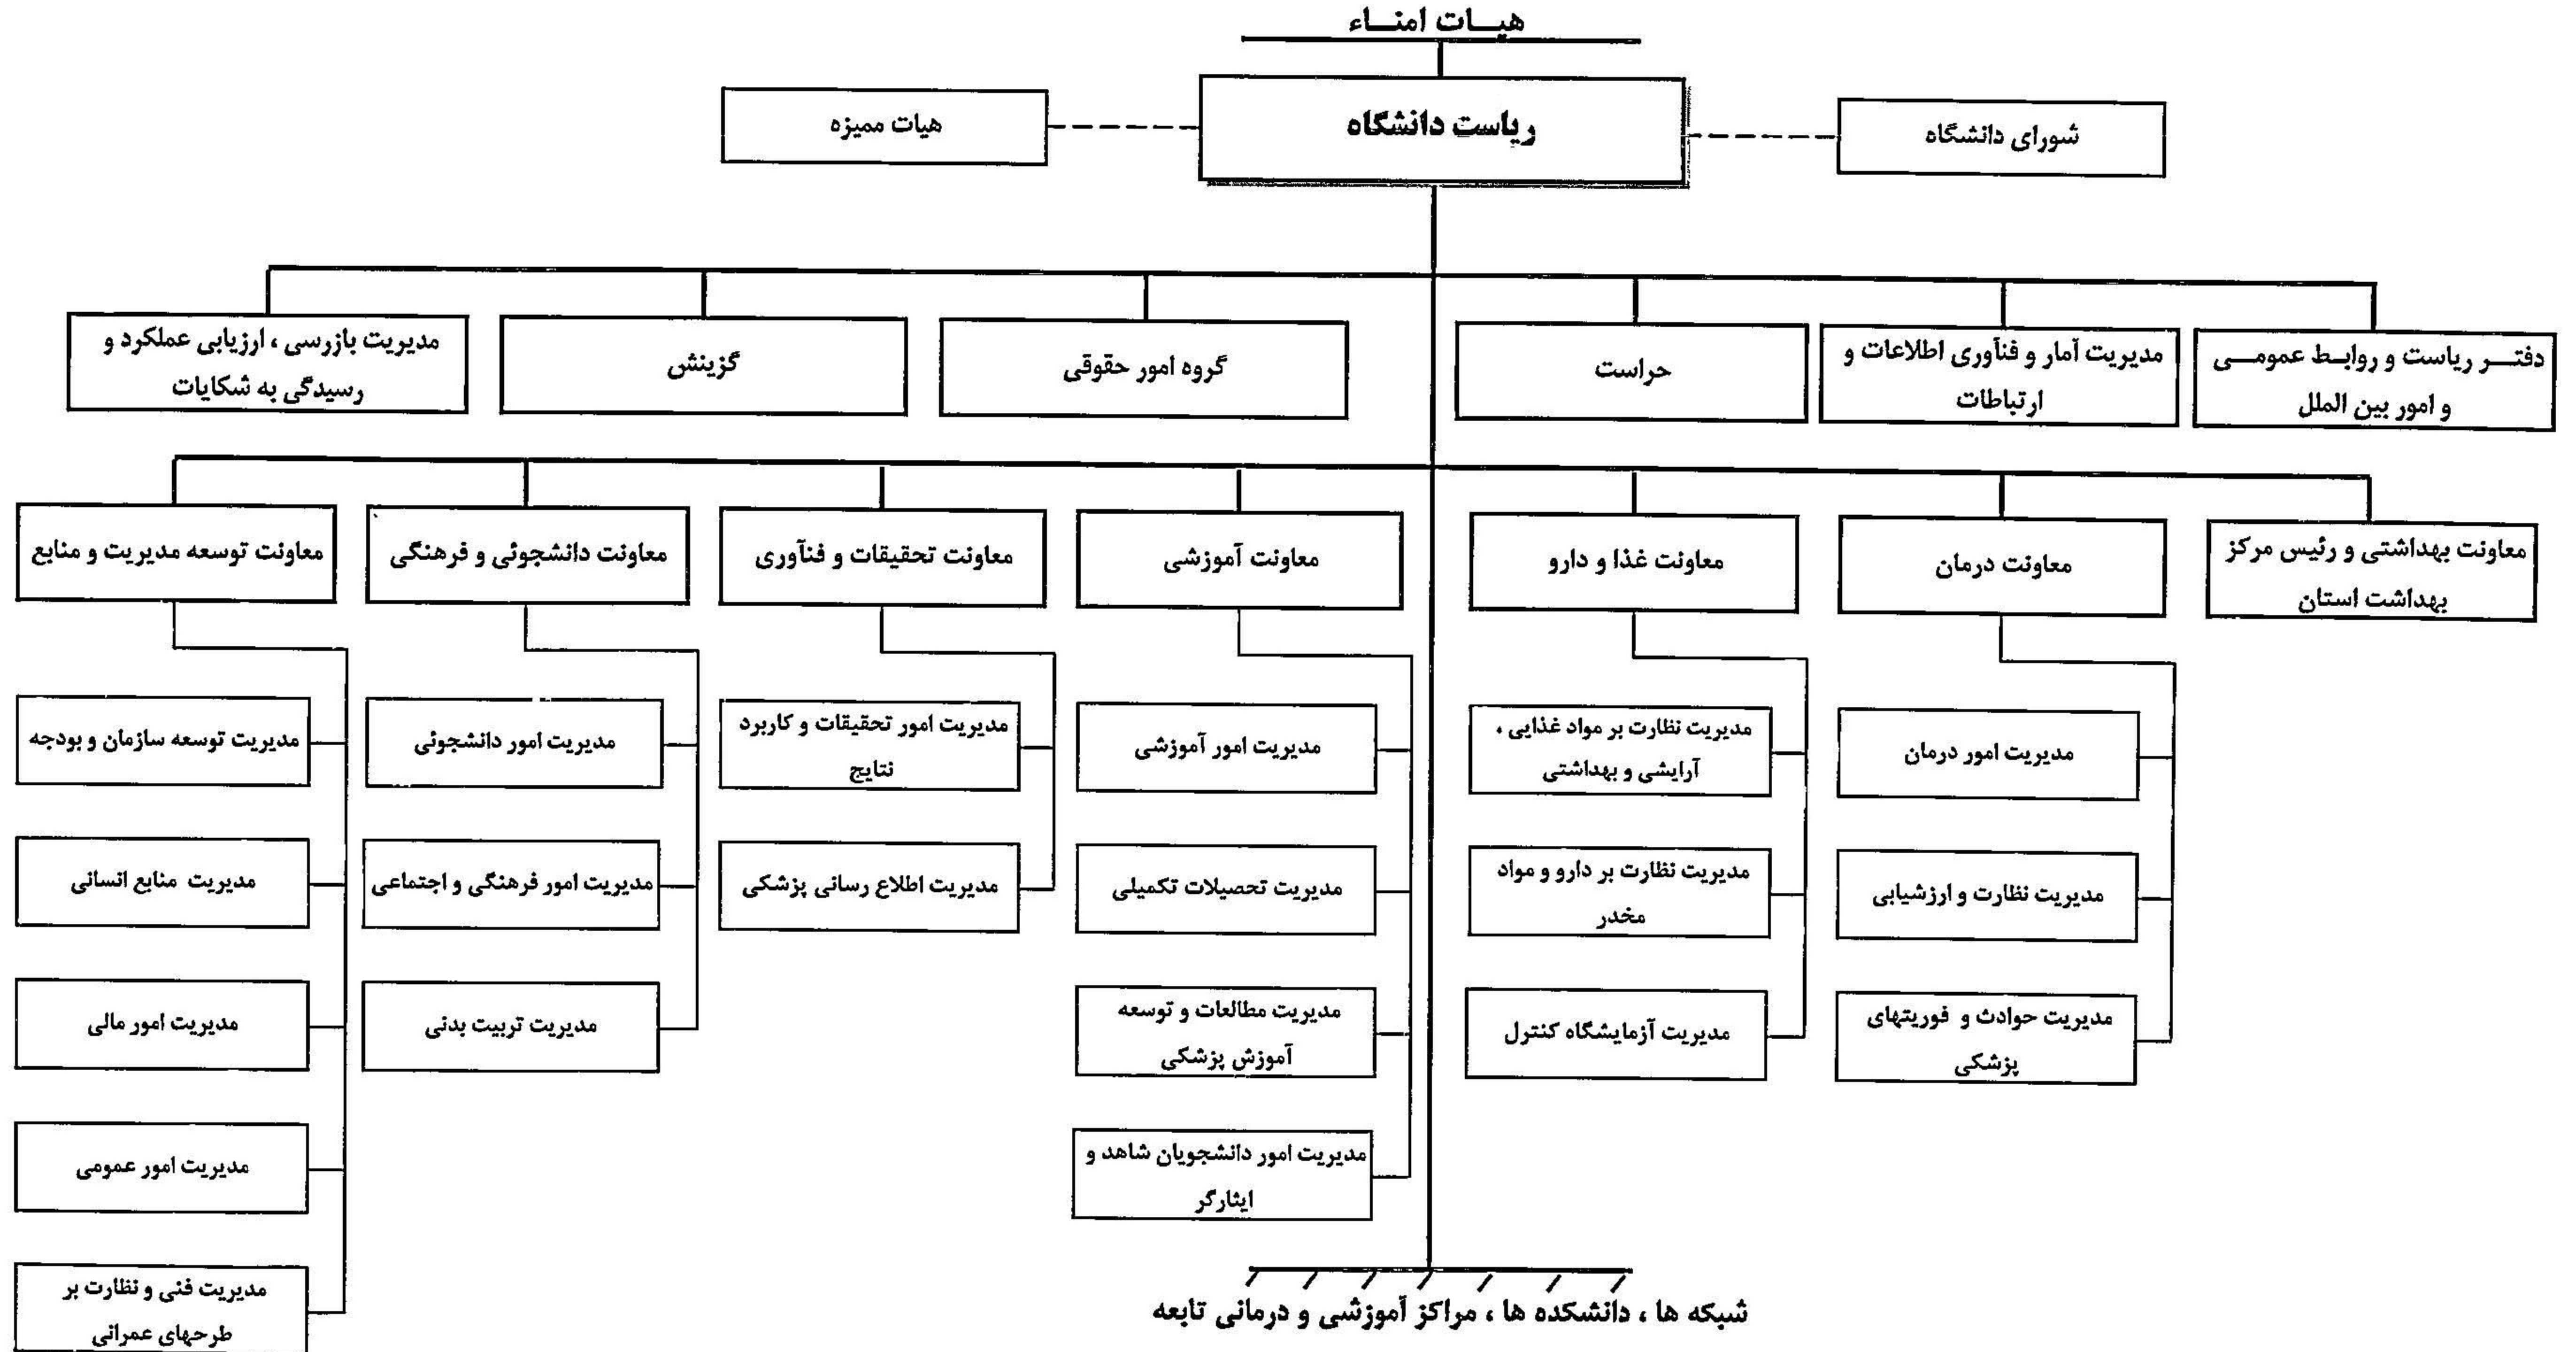 هیـــات امنـــاء
ریاست دانشگاه
شورای دانشگاه
هیات ممیزه
دفتـــر ریاست و روابـط عمومـــی
و امور بین الملل
مدیریت آمار و فنآوری اطلاعات و
ارتباطات
حراست
گروه امور حقوقی
گزینش
مدیریت بازرسی ، ارزیابی عملکرد و
رسیدگی به شکایات
معاونت بهداشتی و رئیس مرکز
بهداشت استان
معاونت درمان
معاونت غذا و دارو
معاونت آموزشی
معاونت تحقیقات و فنآوری
معاونت دانشجوئی و فرهنگی
معاونت توسعه مدیریت و منابع
مدیریت امور درمان
مدیریت نظارت و ارزشیابی
مدیریت حوادث و فوریتهای
پزشکی
مدیریت نظارت بر مواد غذایی ،
آرایشی و بهداشتی
مدیریت نظارت بر دارو و مواد
مخدر
مدیریت آزمایشگاه کنترل
مدیریت امور آموزشی
مدیریت تحصیلات تکمیلی
مدیریت مطالعات و توسعه
آموزش پزشکی
مدیریت امور دانشجویان شاهد و
ایثارگر
مدیریت امور تحقیقات و کاربرد
نتایج
مدیریت اطلاع رسانی پزشکی
مدیریت امور دانشجوئی
مدیریت امور فرهنگی و اجتماعی
مدیریت تربیت بدنی
مدیریت توسعه سازمان و بودجه
مدیریت منابع انسانی
مدیریت امور مالی
مدیریت امور عمومی
مدیریت فنی و نظارت بر
طرحهای عمرانی
شبکه ها ، دانشکده ها ، مراکز آموزشی و درمانی تابعه